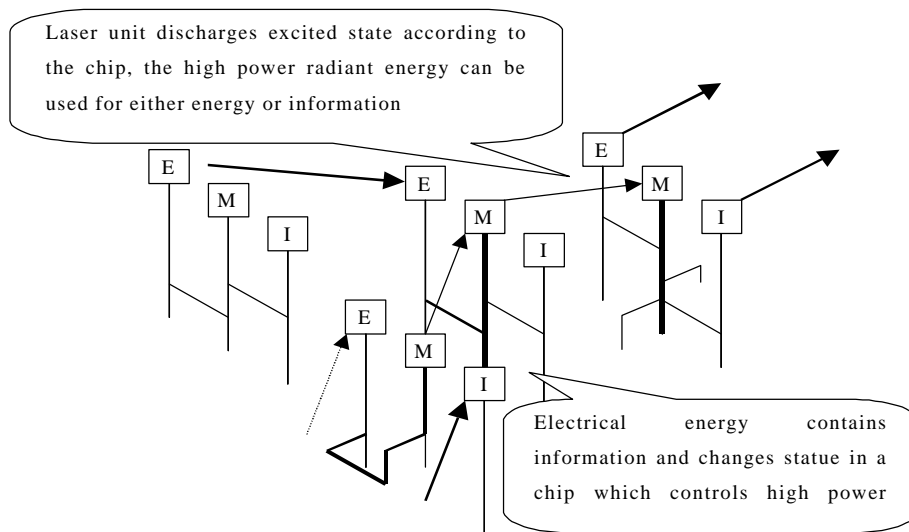 Laser unit discharges excited state according to
the chip, the high power radiant energy can be
used for either energy or information
E
E
E
M
M
M
I
I
I
E
M
I
Electrical energy contains
information and changes statue in a
chip which controls high power